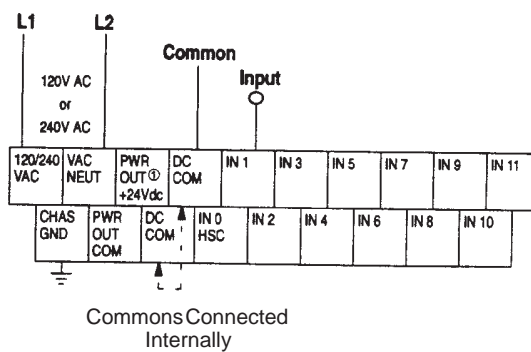 L1
L2
Common
Input
120V AC
or
240V AC
120/240
VAC
VAC
NEUT
PWR
OUT①
+24Vdc
DC
COM
IN 1
IN 3
IN 5
IN 7
IN 9
IN 11
CHAS
GND
PWR
OUT
COM
DC
COM
IN 0
HSC
IN 2
IN 4
IN 6
IN 8
IN 10
Commons Connected
Internally